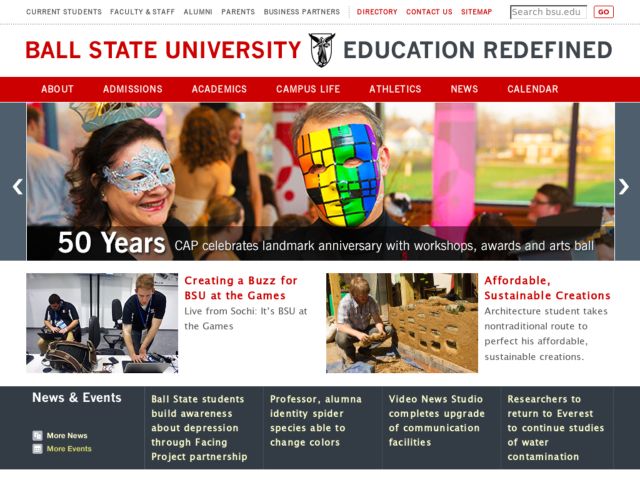 CURRENT STUDENTS FACULTY & STAFF ALUMNI PARENTS BUSINESS PARTNERS DIRECTORY CONTACT US SITEMAP Search bsu.edu GO
BALL STATE UNIVERSITY EDUCATION REDEFINED
ABOUT ADMISSIONS ACADEMICS CAMPUS LIFE ATHLETICS NEWS CALENDAR
50 Years CAP celebrates landmark anniversary with workshops, awards and arts ball
Creating a Buzz for
BSU at the Games
Live from Sochi: It's BSU at
the Games
Affordable,
Sustainable Creations
Architecture student takes
nontraditional route to
perfect his affordable,
sustainable creations.
News & Events
More News
More Events
Ball State students
build awareness
about depression
through Facing
Project partnership
Professor, alumna
identity spider
species able to
change colors
Video News Studio
completes upgrade
of communication
facilities
Researchers to
return to Everest
to continue studies
of water
contamination